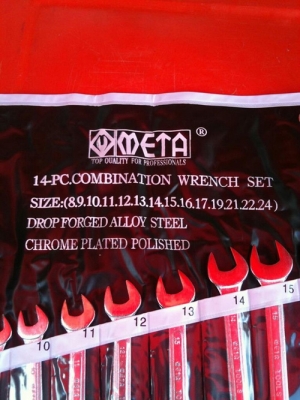 META®
TOP QUALITY FOR PROFESSIONALS
14-PC.COMBINATION WRENCH SET
SIZE:(8.9.10.11.12.13.14.15.16.17.19.21.22.24)
DROP FORGED ALLOY STEEL
CHROME PLATED POLISHED
10 11 12 13 14 15